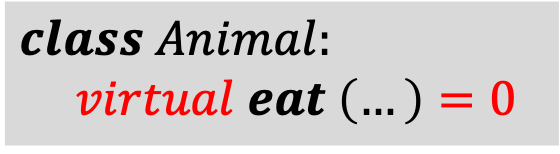 class Animal:
virtual eat (...) = 0